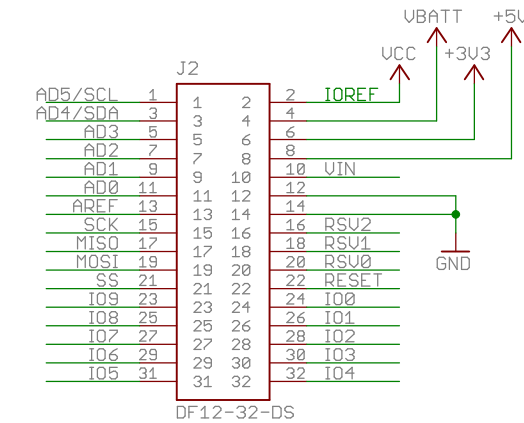 VBATT +5V
VCC +3V3
J2
AD5/SCL 1 1 2 2 IOREF
AD4/SDA 3 3 4 4
AD3 5 5 6 6
AD2 7 7 8 8
AD1 9 9 10 10 VIN
AD0 11 11 12 12
AREF 13 13 14 14
SCK 15 15 16 16 RSV2
MISO 17 17 18 18 RSV1
MOSI 19 19 20 20 RSV0
GND
SS 21 21 22 22 RESET
IO9 23 23 24 24 IO0
IO8 25 25 26 26 IO1
IO7 27 27 28 28 IO2
IO6 29 29 30 30 IO3
IO5 31 31 32 32 IO4
DF12-32-DS